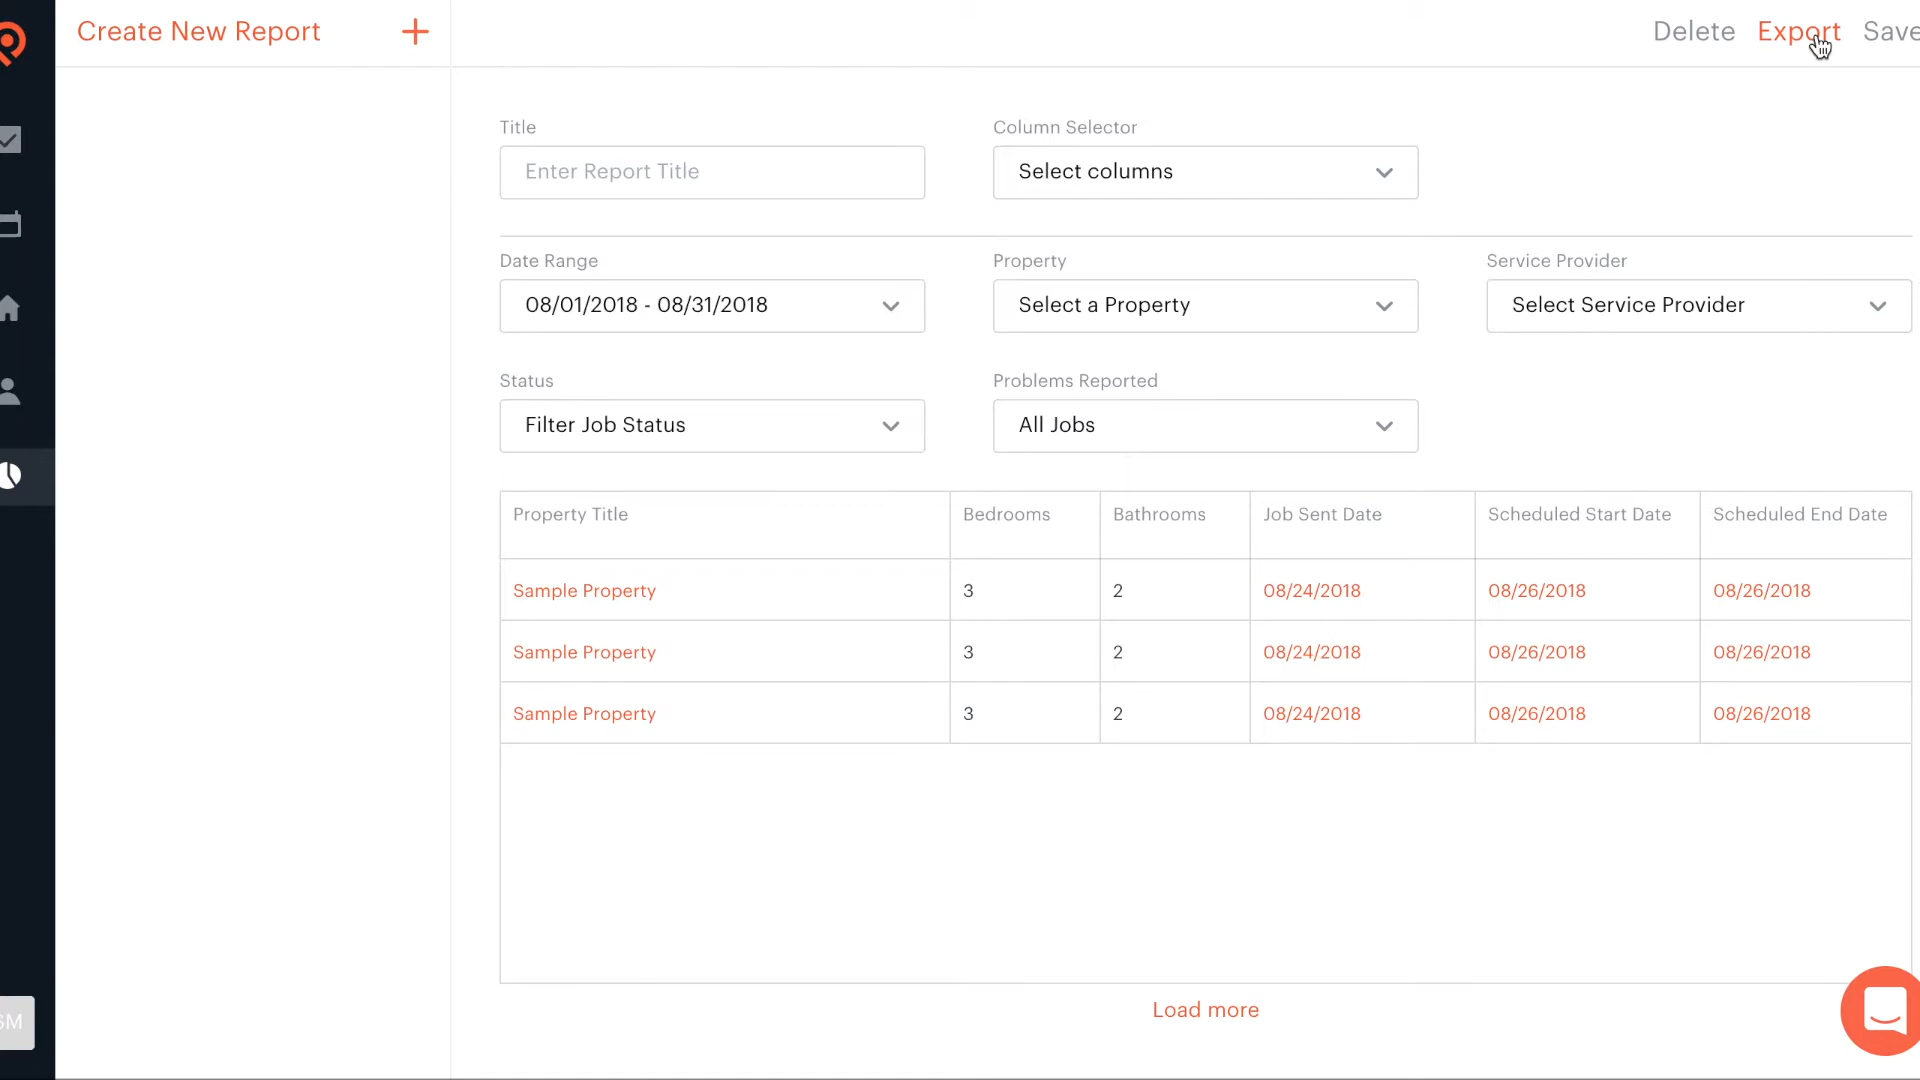 Create New Report
Delete Export Save
Title
Column Selector
Enter Report Title
Select columns
Date Range
Property
Service Provider
08/01/2018 - 08/31/2018
Select a Property
Select Service Provider
Status
Problems Reported
Filter Job Status
All Jobs
Property Title Bedrooms Bathrooms Job Sent Date Scheduled Start Date Scheduled End Date
Sample Property 3 2 08/24/2018 08/26/2018 08/26/2018
Sample Property 3 2 08/24/2018 08/26/2018 08/26/2018
Sample Property 3 2 08/24/2018 08/26/2018 08/26/2018
Load more
SM